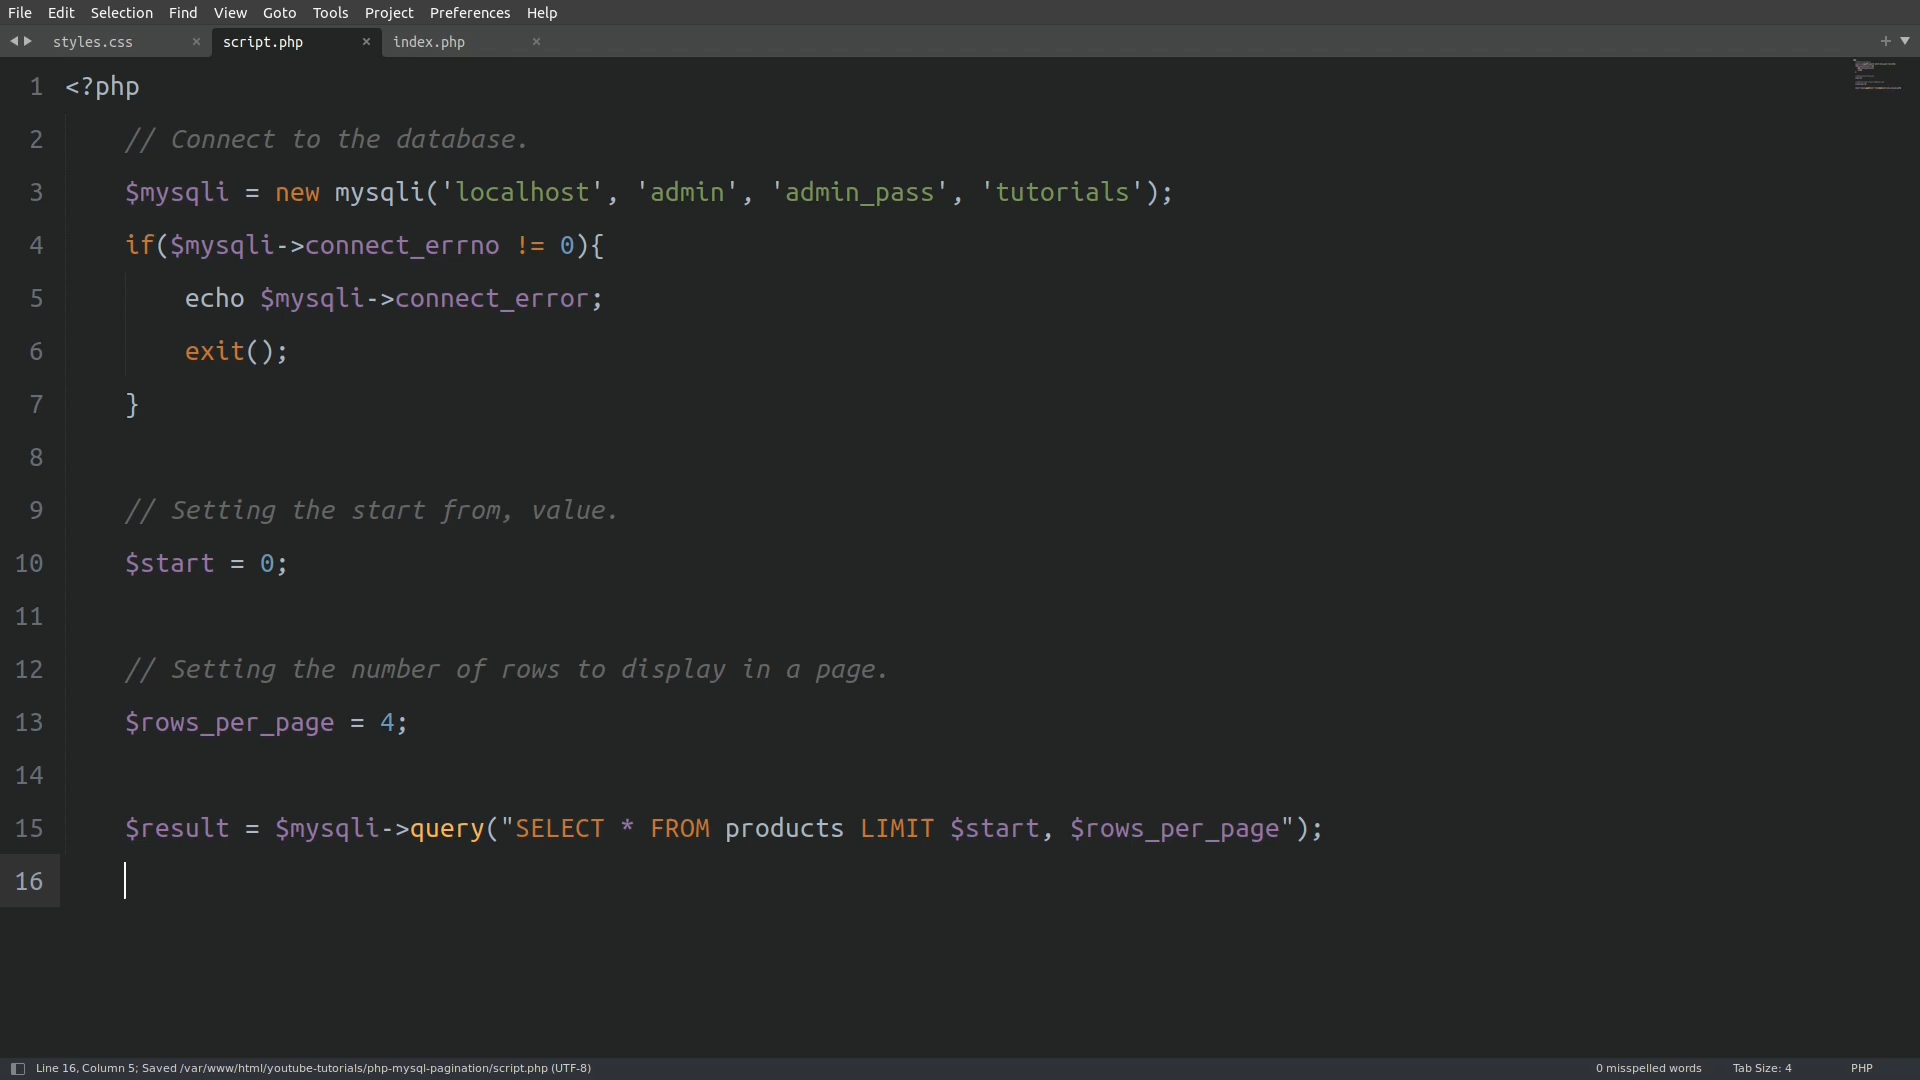 File Edit Selection Find View Goto Tools Project Preferences Help
styles.css × script.php × index.php ×
1 <?php
2 // Connect to the database.
3 $mysqli = new mysqli('localhost', 'admin', 'admin_pass', 'tutorials');
4 if($mysqli->connect_errno != 0){
5 echo $mysqli->connect_error;
6 exit();
7 }
8
9 // Setting the start from, value.
10 $start = 0;
11
12 // Setting the number of rows to display in a page.
13 $rows_per_page = 4;
14
15 $result = $mysqli->query("SELECT * FROM products LIMIT $start, $rows_per_page");
16
Line 16, Column 5; Saved /var/www/html/youtube-tutorials/php-mysql-pagination/script.php (UTF-8) 0 misspelled words Tab Size: 4 PHP